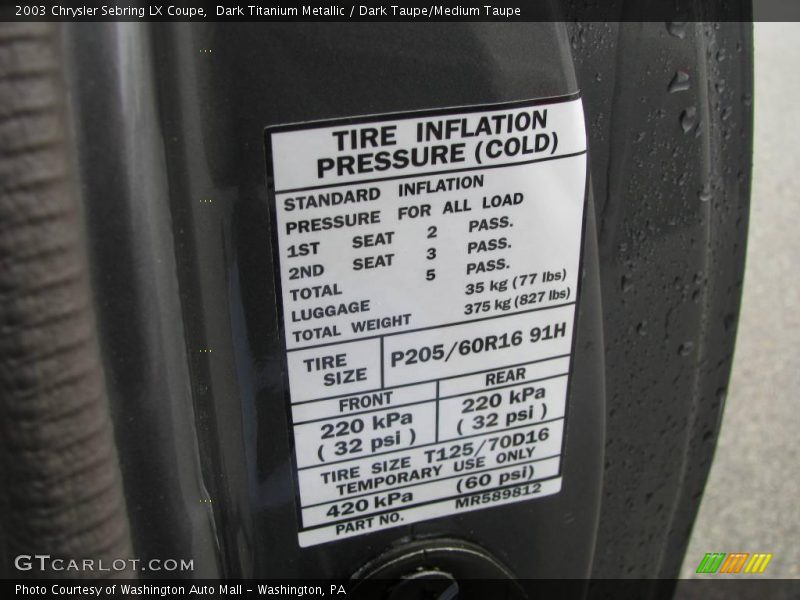 2003 Chrysler Sebring LX Coupe,  Dark Titanium Metallic / Dark Taupe/Medium Taupe
TIRE INFLATION
PRESSURE (COLD)
STANDARD INFLATION
PRESSURE FOR ALL LOAD
1ST SEAT 2 PASS.
2ND SEAT 3 PASS.
TOTAL 5 PASS.
LUGGAGE 35 kg (77 lbs)
TOTAL WEIGHT 375 kg (827 lbs)
TIRE SIZE P205/60R16 91H
FRONT REAR
220 kPa 220 kPa
( 32 psi ) ( 32 psi )
TIRE SIZE T125/70D16
TEMPORARY USE ONLY
420 kPa (60 psi)
PART NO. MR589812
GTCARLOT.COM
Photo Courtesy of Washington Auto Mall - Washington, PA